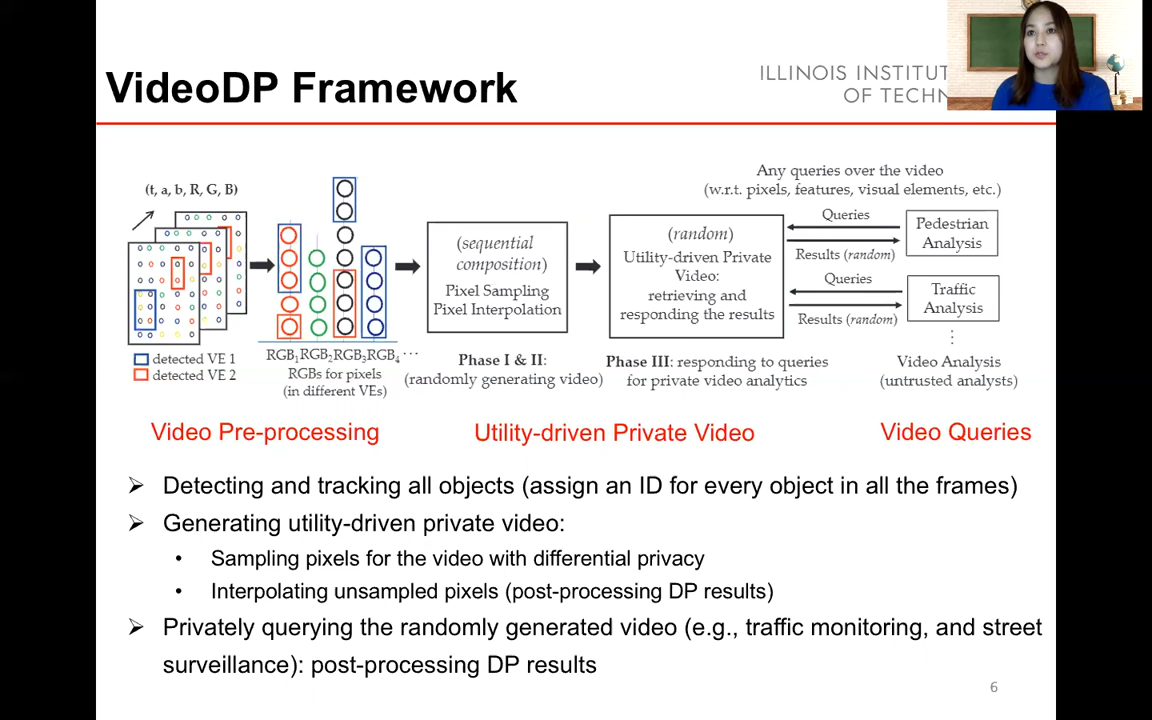 VideoDP Framework
ILLINOIS INSTITUT
OF TECHN
(t, a, b, R, G, B)
detected VE 1
detected VE 2
RGB1 RGB2 RGB3 RGB4 ...
RGBs for pixels
(in different VEs)
(sequential
composition)
Pixel Sampling
Pixel Interpolation
Phase I & II:
(randomly generating video)
(random)
Utility-driven Private
Video:
retrieving and
responding the results
Phase III: responding to queries
for private video analytics
Any queries over the video
(w.r.t. pixels, features, visual elements, etc.)
Queries
Results (random)
Pedestrian
Analysis
Queries
Results (random)
Traffic
Analysis
Video Analysis
(untrusted analysts)
Video Pre-processing
Utility-driven Private Video
Video Queries
➢ Detecting and tracking all objects (assign an ID for every object in all the frames)
➢ Generating utility-driven private video:
• Sampling pixels for the video with differential privacy
• Interpolating unsampled pixels (post-processing DP results)
➢ Privately querying the randomly generated video (e.g., traffic monitoring, and street
surveillance): post-processing DP results
6